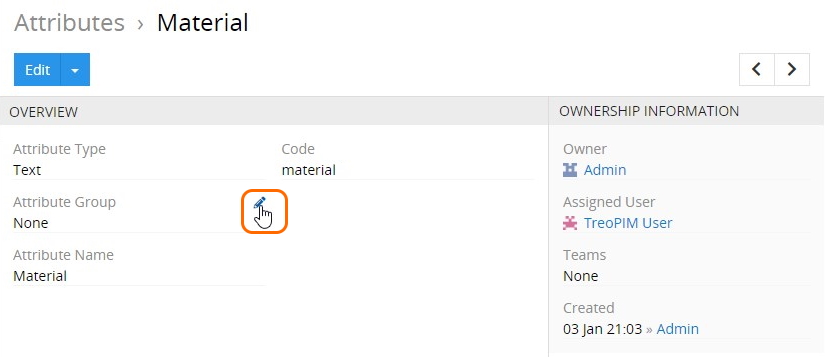 Attributes › Material
Edit
OVERVIEW
Attribute Type
Text
Code
material
Attribute Group
None
Attribute Name
Material
OWNERSHIP INFORMATION
Owner
Admin
Assigned User
TreoPIM User
Teams
None
Created
03 Jan 21:03 » Admin